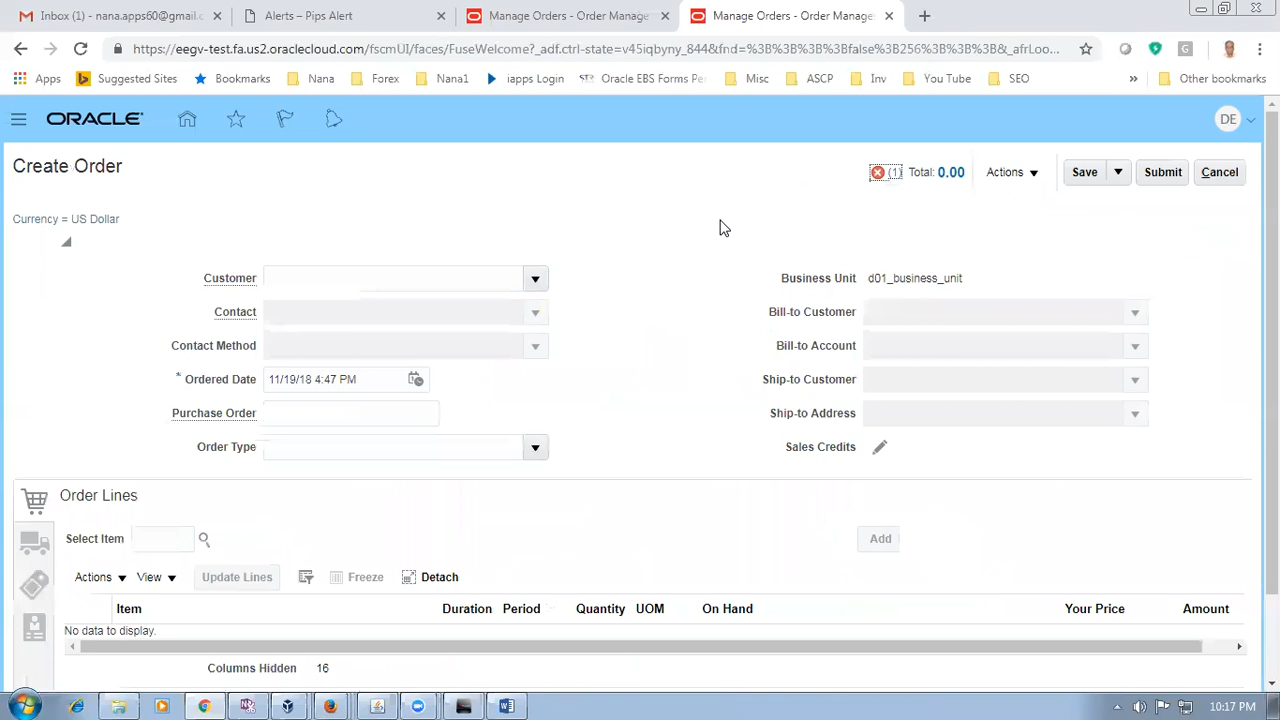 Inbox (1) - nana.apps60@gmail.c
Alerts – Pips Alert
Manage Orders - Order Manage
Manage Orders - Order Manage
https://eegv-test.fa.us2.oraclecloud.com/fscmUI/faces/FuseWelcome?_adf.ctrl-state=v45iqbyny_844&fnd=%3B%3B%3B%3Bfalse%3B256%3B%3B%3B&_afrLoo...
G
Apps
Suggested Sites
Bookmarks
Nana
Forex
Nana1
iapps Login
Oracle EBS Forms Pe
Misc
ASCP
Inv
You Tube
SEO
»
Other bookmarks
ORACLE
DE
Create Order
(1)
Total: 0.00
Actions
Save
Submit
Cancel
Currency = US Dollar
Customer
Business Unit d01_business_unit
Contact
Bill-to Customer
Contact Method
Bill-to Account
* Ordered Date 11/19/18 4:47 PM
Ship-to Customer
Purchase Order
Ship-to Address
Order Type
Sales Credits
Order Lines
Select Item
Add
Actions
View
Update Lines
Freeze
Detach
Item Duration Period Quantity UOM On Hand Your Price Amount
No data to display.
Columns Hidden 16
10:17 PM